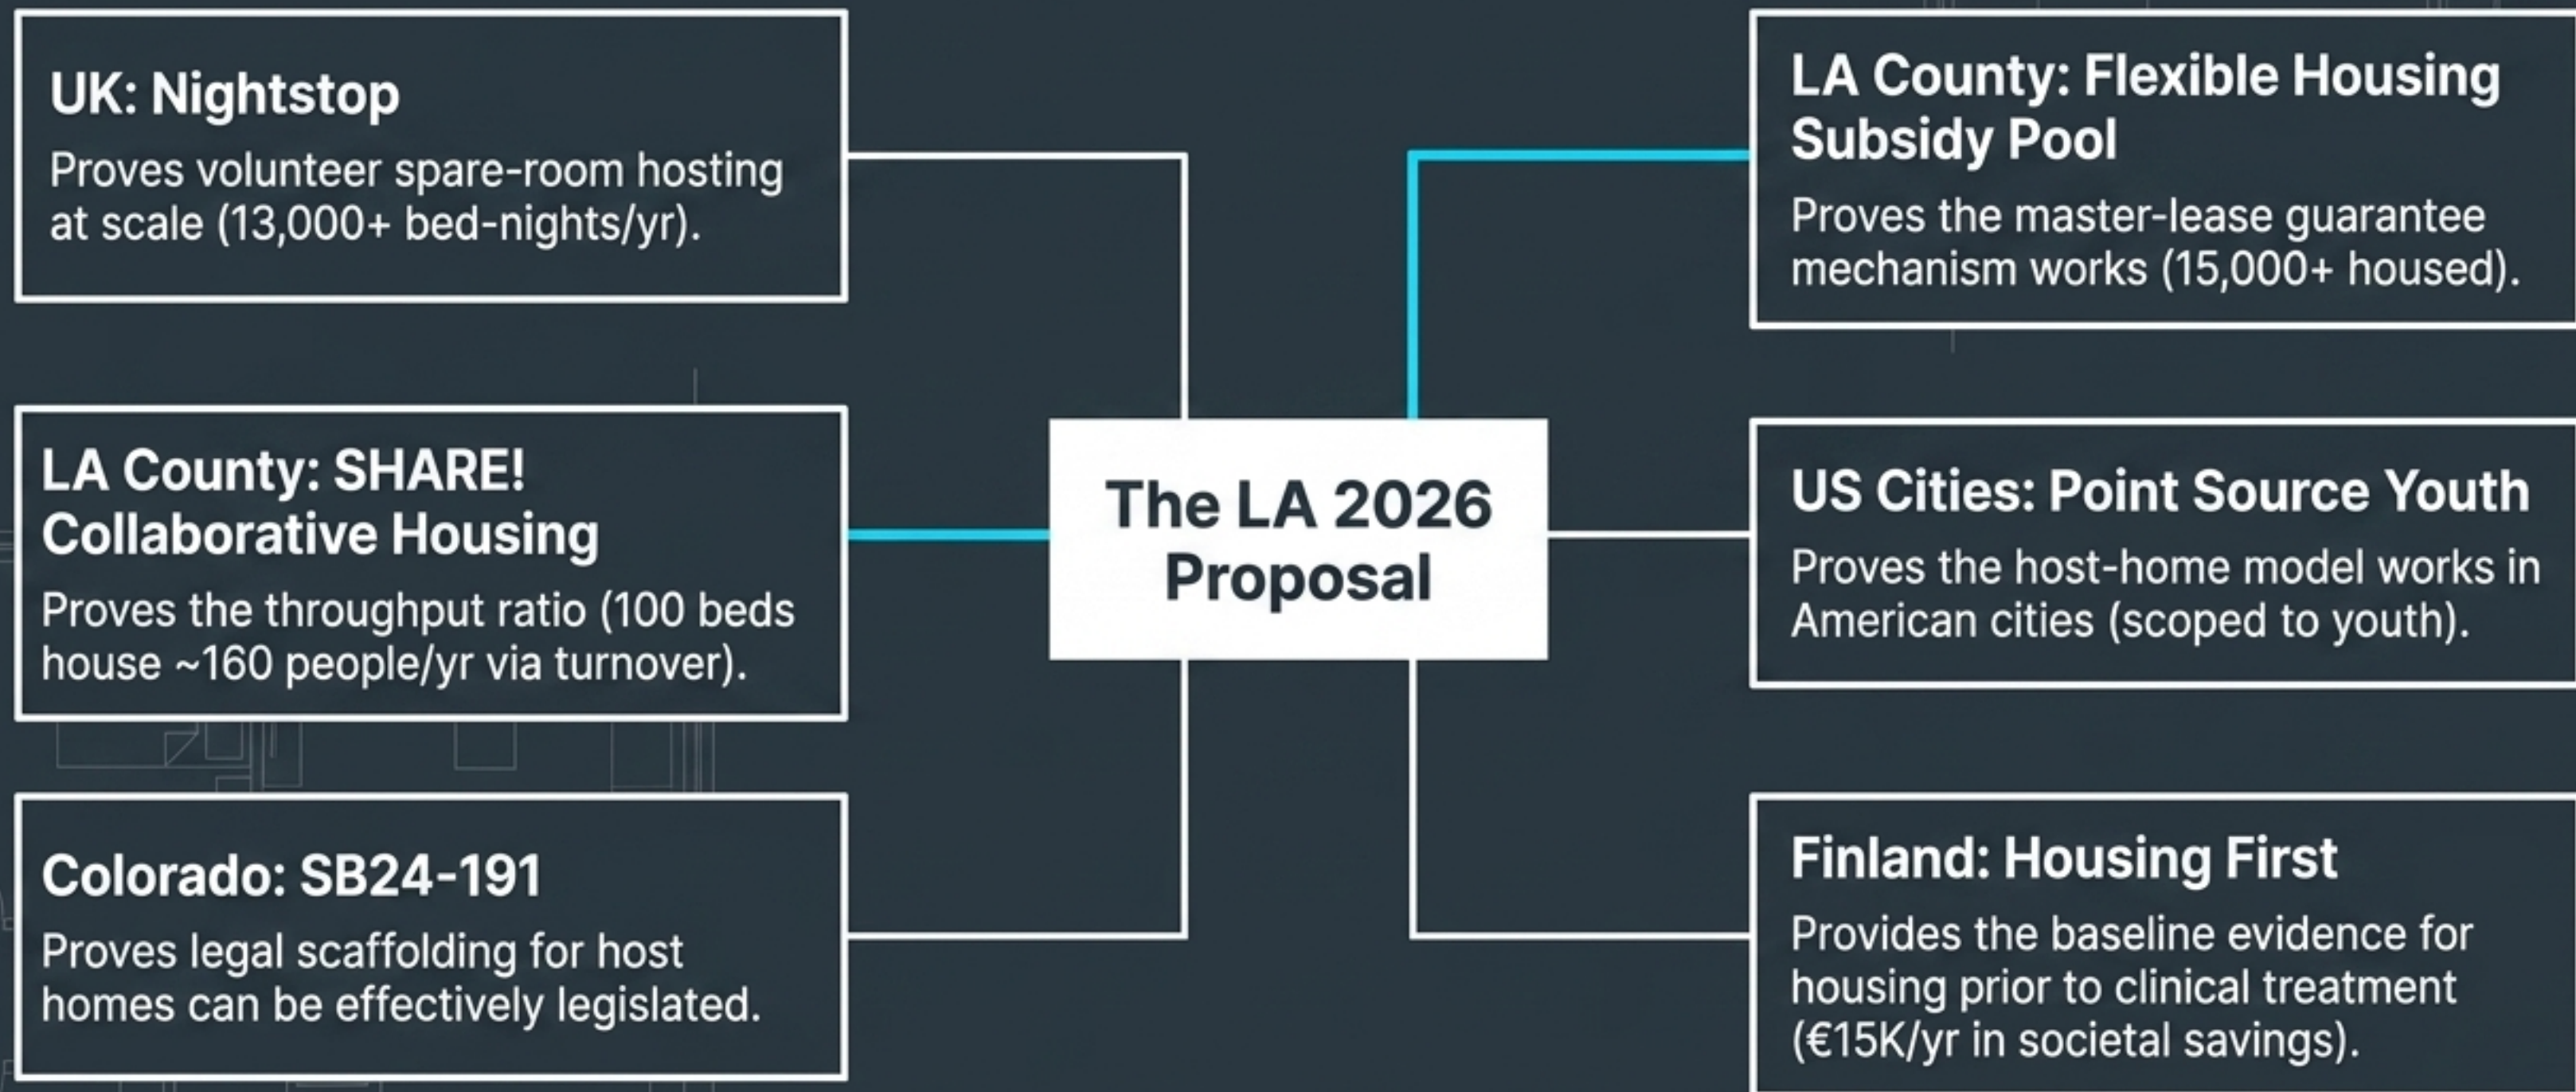 UK: Nightstop
Proves volunteer spare-room hosting
at scale (13,000+ bed-nights/yr).
LA County: SHARE!
Collaborative Housing
Proves the throughput ratio (100 beds
house ~160 people/yr via turnover).
Colorado: SB24-191
Proves legal scaffolding for host
homes can be effectively legislated.
The LA 2026
Proposal
LA County: Flexible Housing
Subsidy Pool
Proves the master-lease guarantee
mechanism works (15,000+ housed).
US Cities: Point Source Youth
Proves the host-home model works in
American cities (scoped to youth).
Finland: Housing First
Provides the baseline evidence for
housing prior to clinical treatment
(€15K/yr in societal savings).